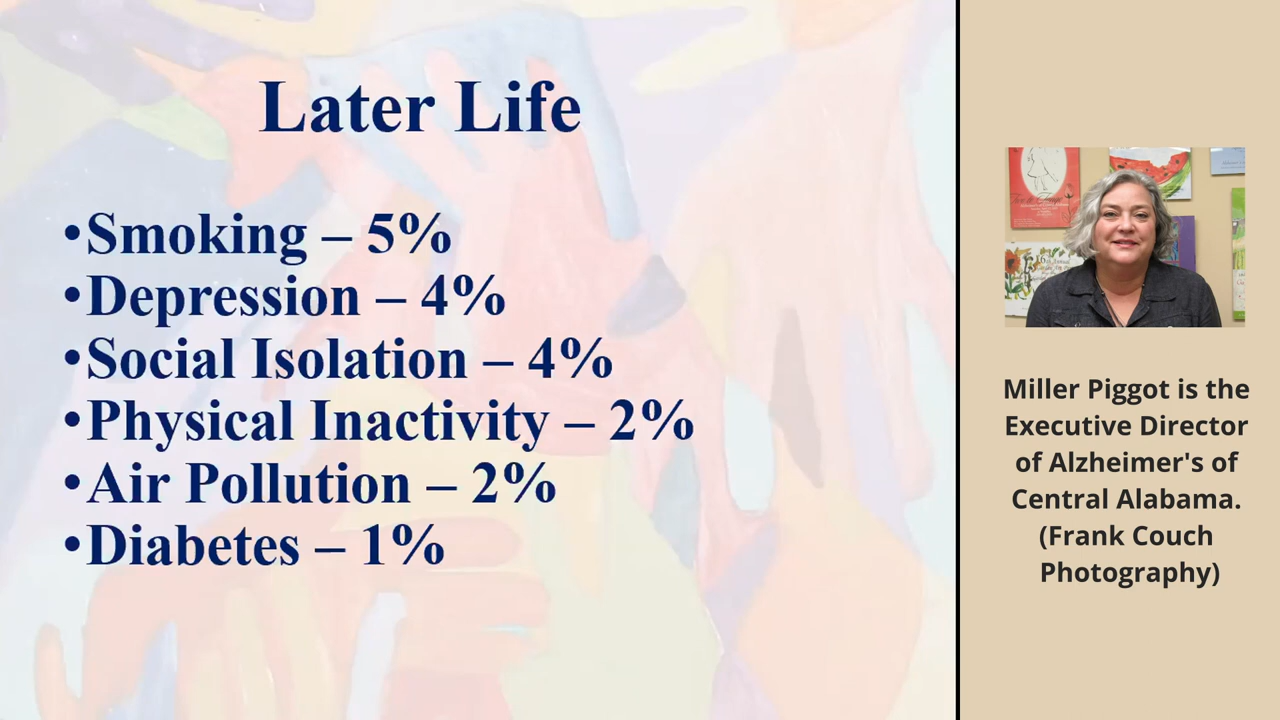 Later Life
•Smoking – 5%
•Depression – 4%
•Social Isolation – 4%
•Physical Inactivity – 2%
•Air Pollution – 2%
•Diabetes – 1%
Miller Piggot is the
Executive Director
of Alzheimer's of
Central Alabama.
(Frank Couch
Photography)